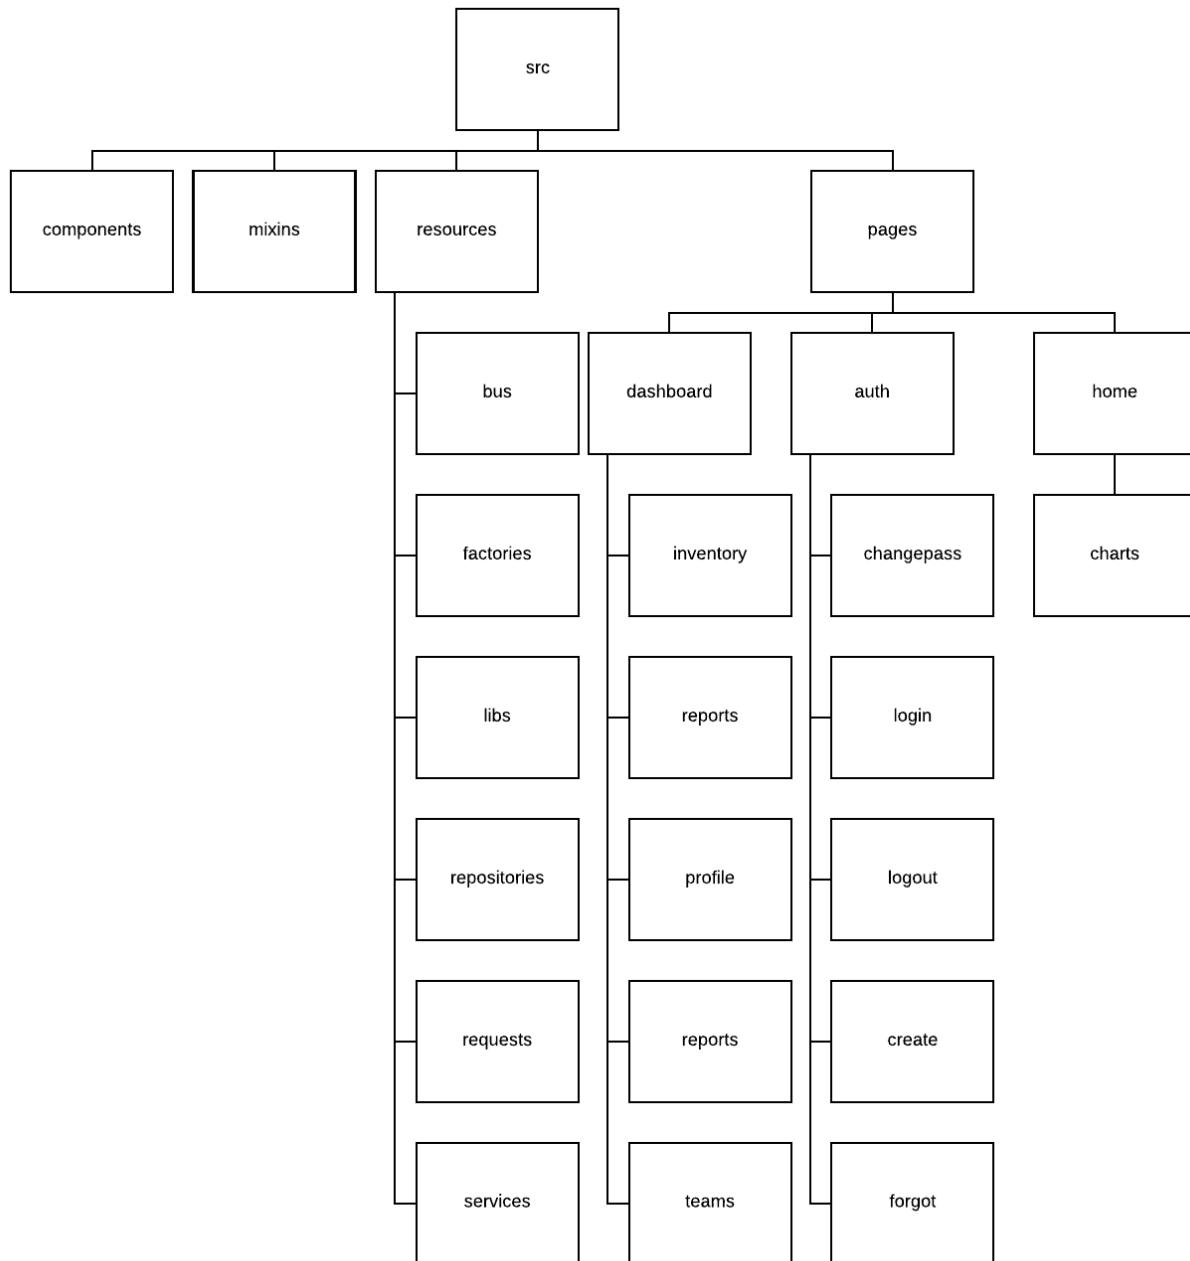 src
components
mixins
resources
pages
bus
dashboard
auth
home
factories
inventory
changepass
charts
libs
reports
login
repositories
profile
logout
requests
reports
create
services
teams
forgot